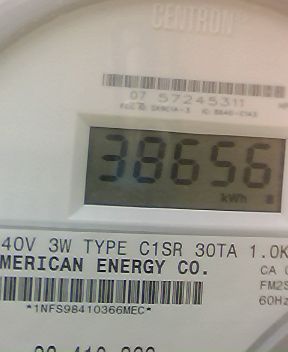 CENTRON
07 57245311
38656
kWh
40V 3W TYPE C1SR 30TA 1.0K
MERICAN ENERGY CO.
CA
FM2S
60Hz
*1NFS98410366MEC*